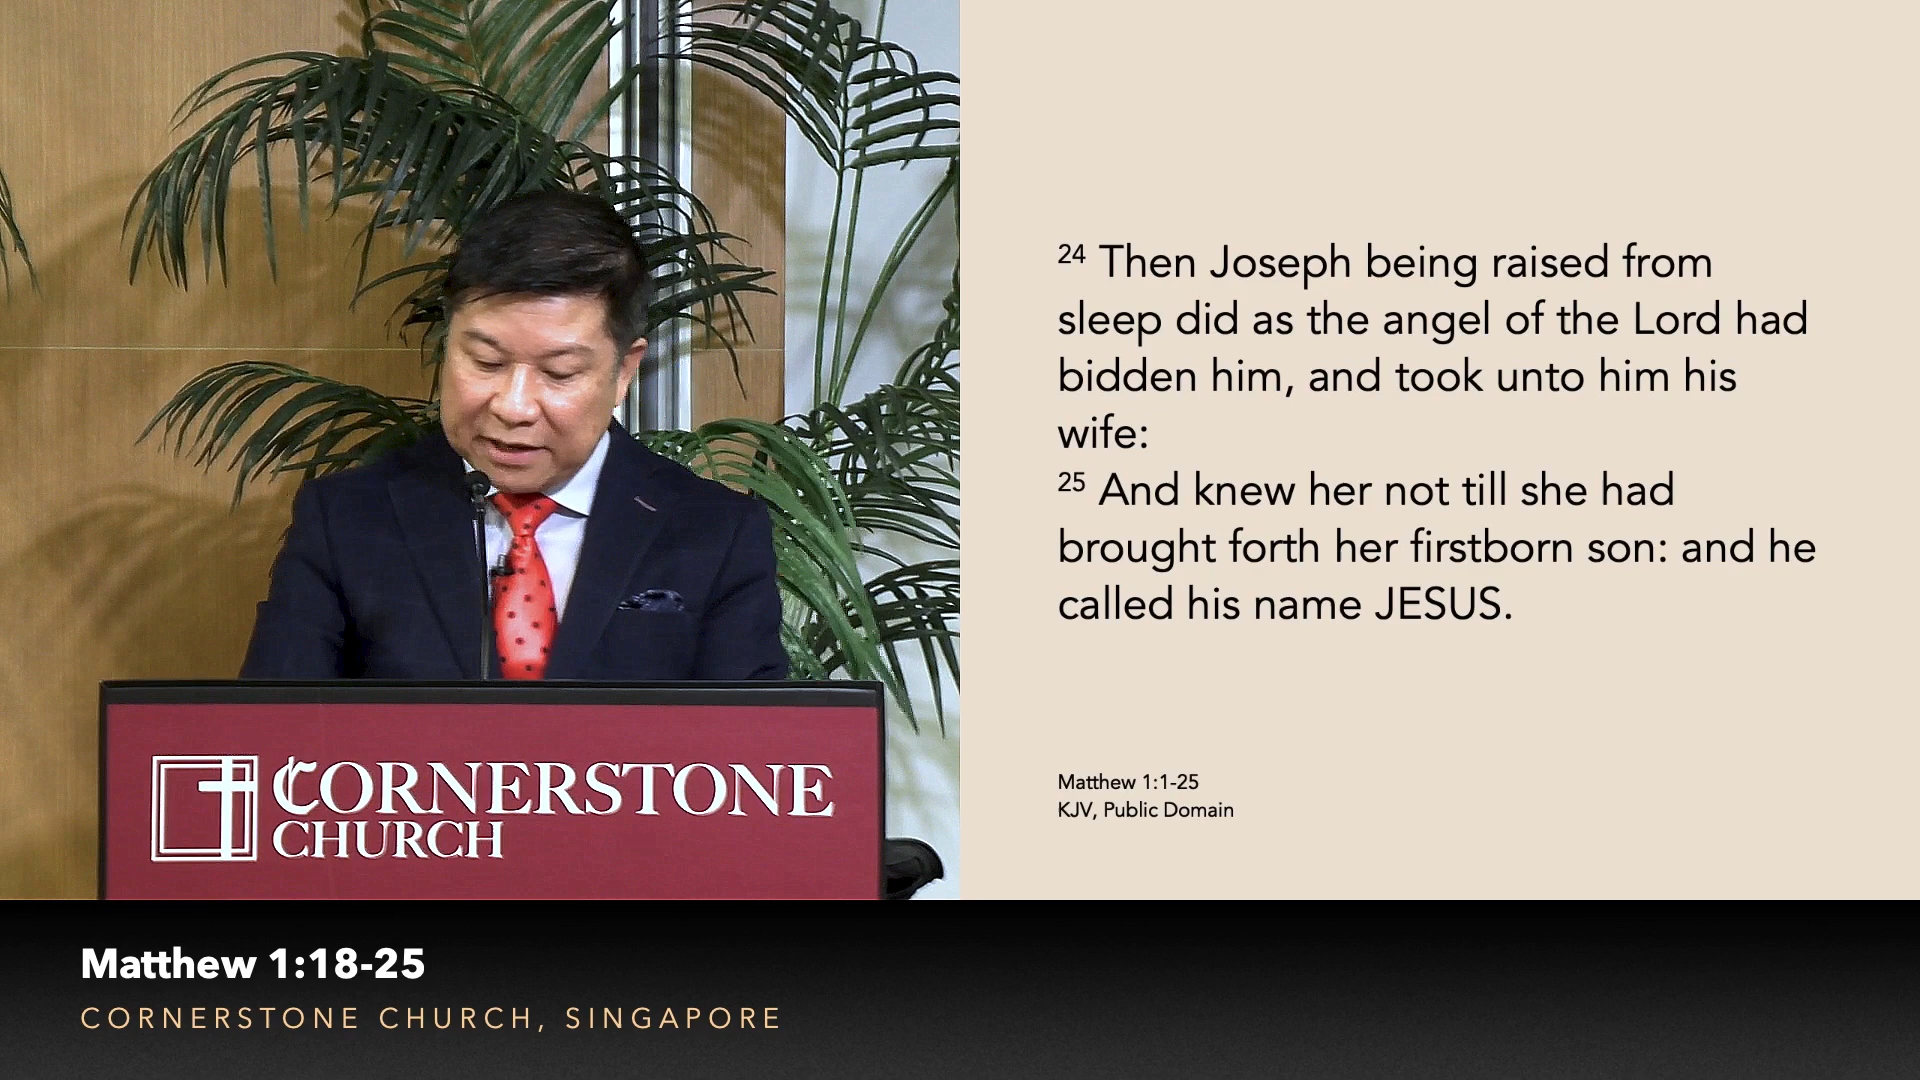 24 Then Joseph being raised from
sleep did as the angel of the Lord had
bidden him, and took unto him his
wife:
25 And knew her not till she had
brought forth her firstborn son: and he
called his name JESUS.
Matthew 1:1-25
KJV, Public Domain
CORNERSTONE
CHURCH
Matthew 1:18-25
CORNERSTONE CHURCH, SINGAPORE